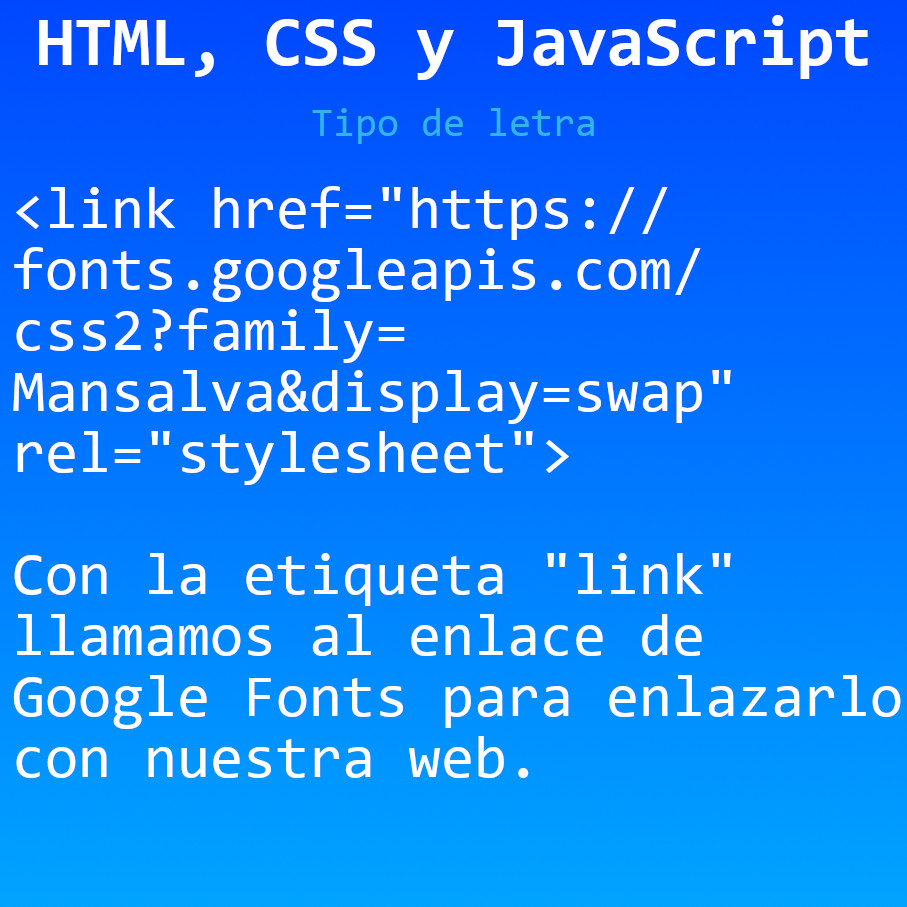 HTML, CSS y JavaScript
Tipo de letra
<link href="https://
fonts.googleapis.com/
css2?family=
Mansalva&display=swap"
rel="stylesheet">
Con la etiqueta "link"
llamamos al enlace de
Google Fonts para enlazarlo
con nuestra web.